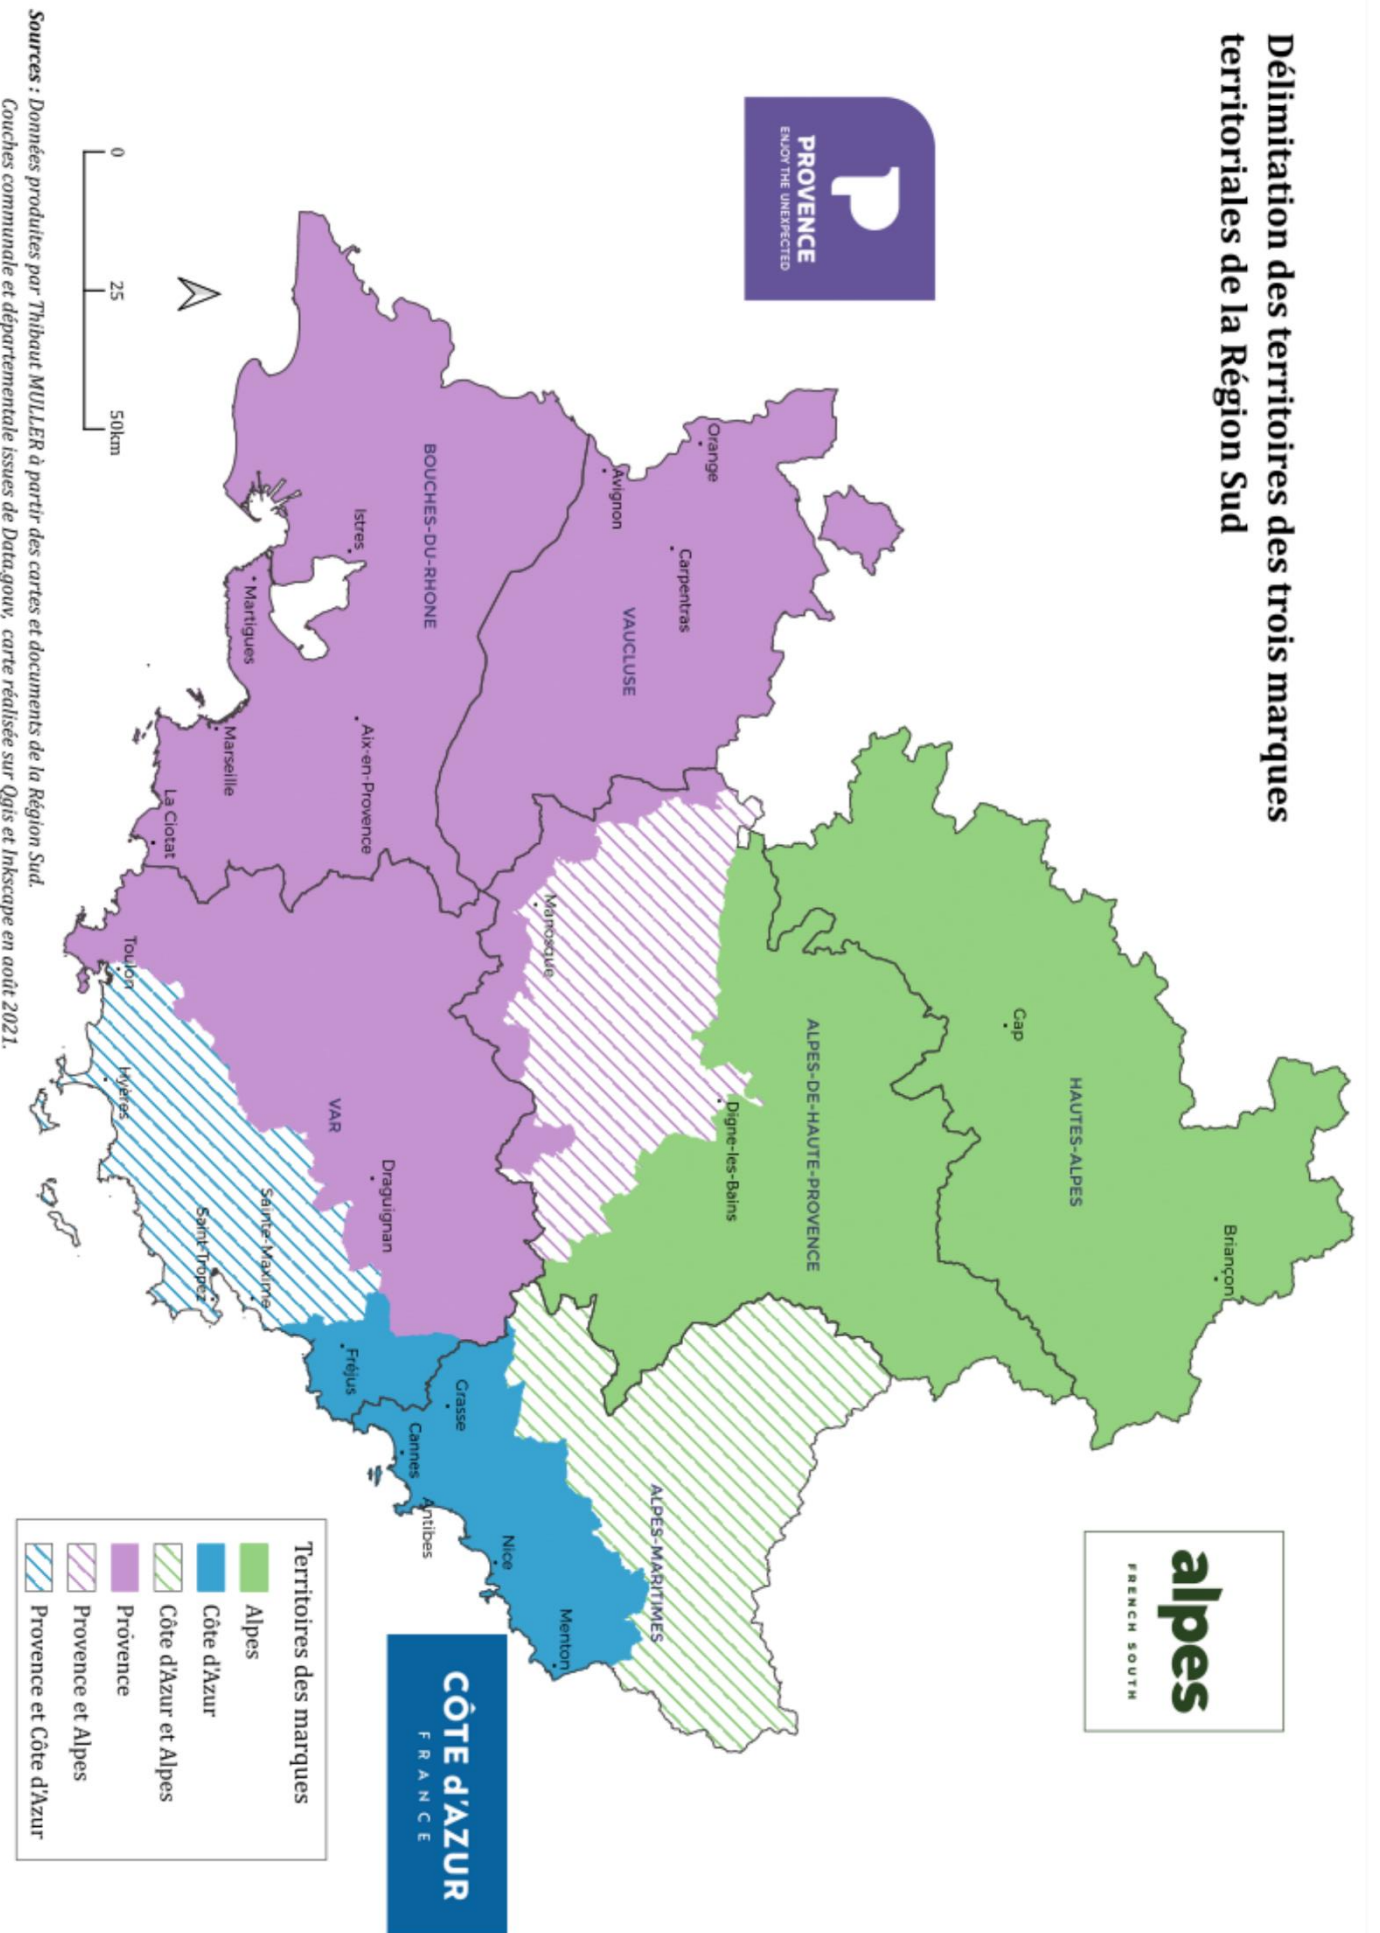 Délimitation des territoires des trois marques
territoriales de la Région Sud
PROVENCE
ENJOY THE UNEXPECTED
alpes
FRENCH SOUTH
Briançon
HAUTES-ALPES
Gap
ALPES-DE-HAUTE-PROVENCE
Digne-les-Bains
Orange
Carpentras
Avignon
VAUCLUSE
Manosque
ALPES-MARITIMES
Menton
Nice
Grasse
Antibes
Cannes
BOUCHES-DU-RHONE
Istres
Aix-en-Provence
Martigues
Marseille
La Ciotat
VAR
Draguignan
Fréjus
Sainte-Maxime
Saint-Tropez
Toulon
Hyères
CÔTE d'AZUR
FRANCE
Territoires des marques
Alpes
Côte d'Azur
Côte d'Azur et Alpes
Provence
Provence et Alpes
Provence et Côte d'Azur
0 25 50km
Sources : Données produites par Thibaut MULLER à partir des cartes et documents de la Région Sud.
Couches communale et départementale issues de Data.gouv, carte réalisée sur Qgis et Inkscape en août 2021.